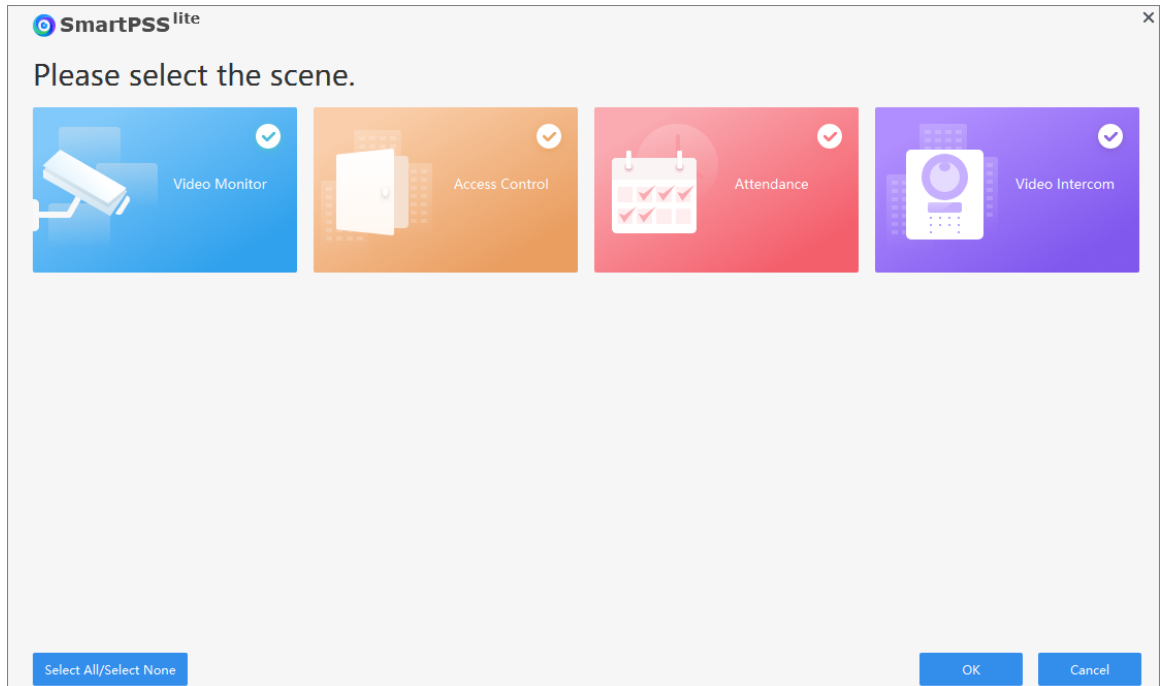 SmartPSS lite
Please select the scene.
Video Monitor
Access Control
Attendance
Video Intercom
Select All/Select None
OK
Cancel